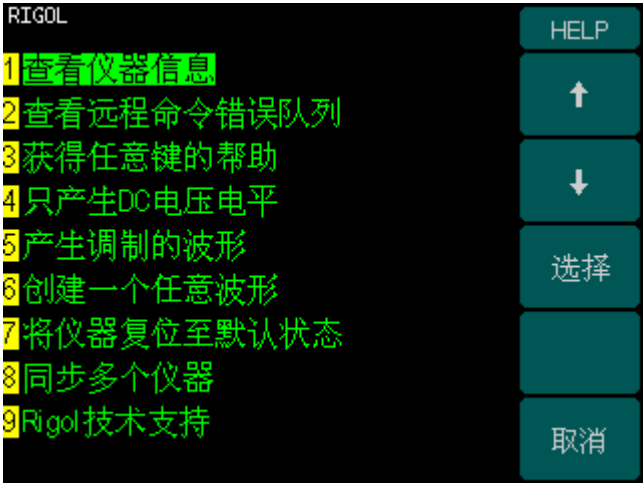 RIGOL
HELP
1查看仪器信息
2查看远程命令错误队列
3获得任意键的帮助
4只产生DC电压电平
5产生调制的波形
6创建一个任意波形
7将仪器复位至默认状态
8同步多个仪器
9Rigol技术支持
↑
↓
选择
取消